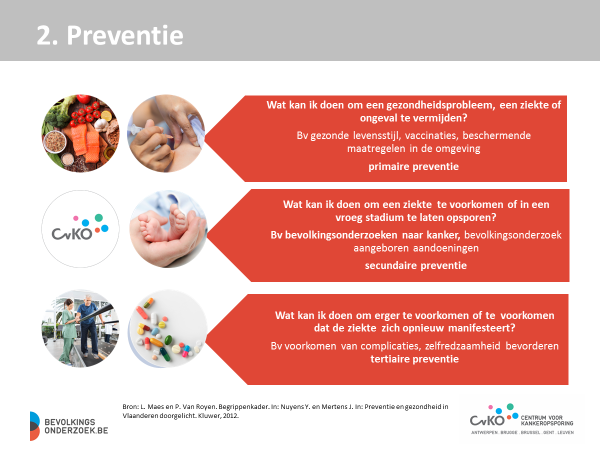 2. Preventie
Wat kan ik doen om een gezondheidsprobleem, een ziekte of
ongeval te vermijden?
Bv gezonde levensstijl, vaccinaties, beschermende
maatregelen in de omgeving
primaire preventie
CvKO
Wat kan ik doen om een ziekte te voorkomen of in een
vroeg stadium te laten opsporen?
Bv bevolkingsonderzoeken naar kanker, bevolkingsonderzoek
aangeboren aandoeningen
secundaire preventie
Wat kan ik doen om erger te voorkomen of te voorkomen
dat de ziekte zich opnieuw manifesteert?
Bv voorkomen van complicaties, zelfredzaamheid bevorderen
tertiaire preventie
Bron: L. Maes en P. Van Royen. Begrippenkader. In: Nuyens Y. en Mertens J. In: Preventie en gezondheid in
Vlaanderen doorgelicht. Kluwer, 2012.
BEVOLKINGS
ONDERZOEK.BE
CvKO
CENTRUM VOOR
KANKEROPSPORING
ANTWERPEN BRUGGE BRUSSEL GENT LEUVEN